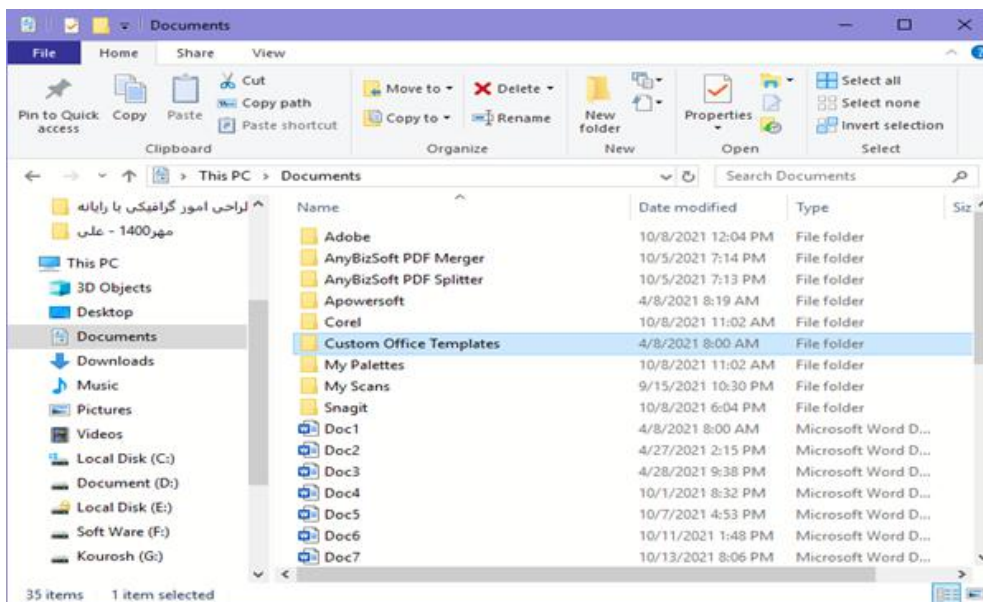 Documents
File Home Share View
Pin to Quick access
Copy
Paste
Cut
Copy path
Paste shortcut
Clipboard
Move to
Copy to
Delete
Rename
Organize
New folder
New
Properties
Open
Select all
Select none
Invert selection
Select
This PC > Documents
Search Documents
لراحی امور گرافیکی با رایانه
مهر1400 - علی
This PC
3D Objects
Desktop
Documents
Downloads
Music
Pictures
Videos
Local Disk (C:)
Document (D:)
Local Disk (E:)
Soft Ware (F:)
Kourosh (G:)
Name Date modified Type Siz
Adobe 10/8/2021 12:04 PM File folder
AnyBizSoft PDF Merger 10/5/2021 7:14 PM File folder
AnyBizSoft PDF Splitter 10/5/2021 7:13 PM File folder
Apowersoft 4/8/2021 8:19 AM File folder
Corel 10/8/2021 11:02 AM File folder
Custom Office Templates 4/8/2021 8:00 AM File folder
My Palettes 10/8/2021 11:02 AM File folder
My Scans 9/15/2021 10:30 PM File folder
Snagit 10/8/2021 6:04 PM File folder
Doc1 4/8/2021 8:00 AM Microsoft Word D...
Doc2 4/27/2021 2:15 PM Microsoft Word D...
Doc3 4/28/2021 9:38 PM Microsoft Word D...
Doc4 10/1/2021 8:32 PM Microsoft Word D...
Doc5 10/7/2021 4:53 PM Microsoft Word D...
Doc6 10/11/2021 1:48 PM Microsoft Word D...
Doc7 10/13/2021 8:06 PM Microsoft Word D...
35 items 1 item selected